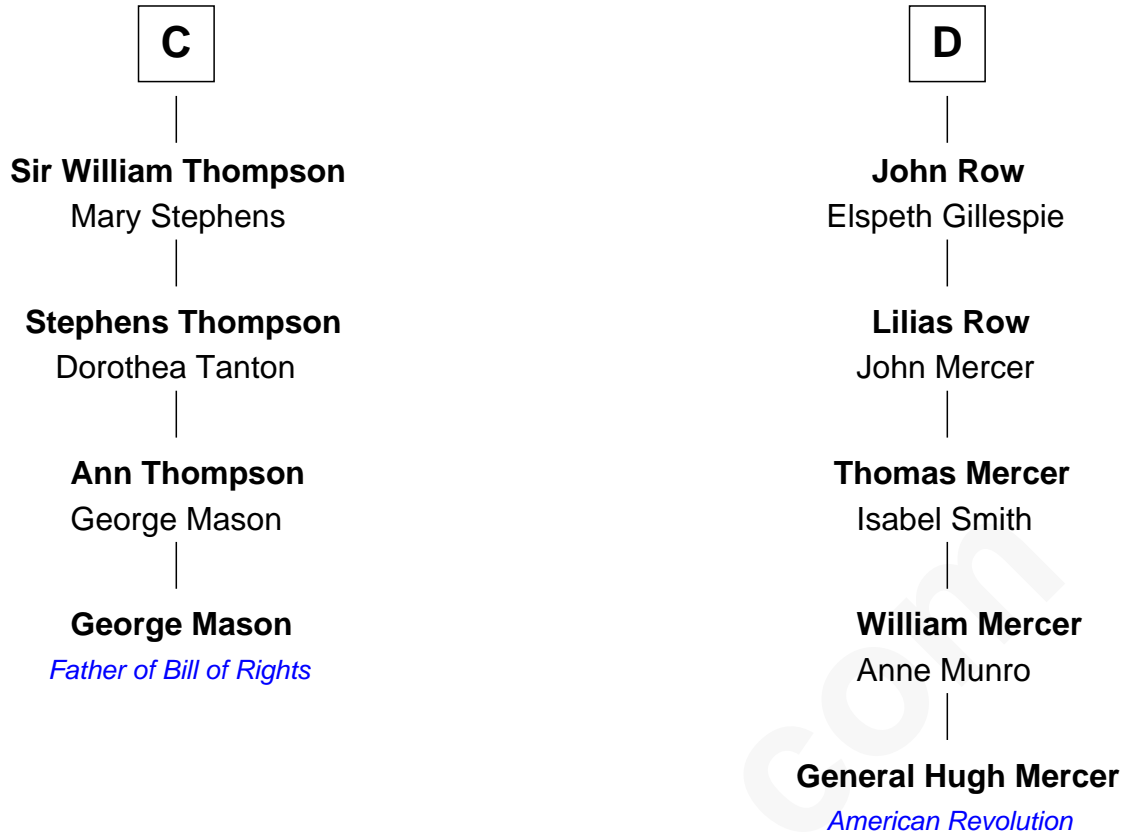 C
Sir William Thompson
Mary Stephens
Stephens Thompson
Dorothea Tanton
Ann Thompson
George Mason
George Mason
Father of Bill of Rights
D
John Row
Elspeth Gillespie
Lilias Row
John Mercer
Thomas Mercer
Isabel Smith
William Mercer
Anne Munro
General Hugh Mercer
American Revolution
com